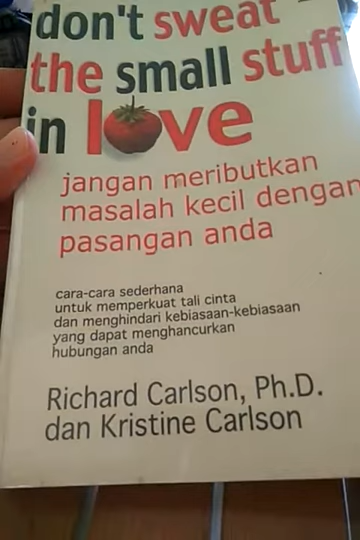 don't sweat
the small stuff
in love
jangan meributkan
masalah kecil dengan
pasangan anda
cara-cara sederhana
untuk memperkuat tali cinta
dan menghindari kebiasaan-kebiasaan
yang dapat menghancurkan
hubungan anda
Richard Carlson, Ph.D.
dan Kristine Carlson